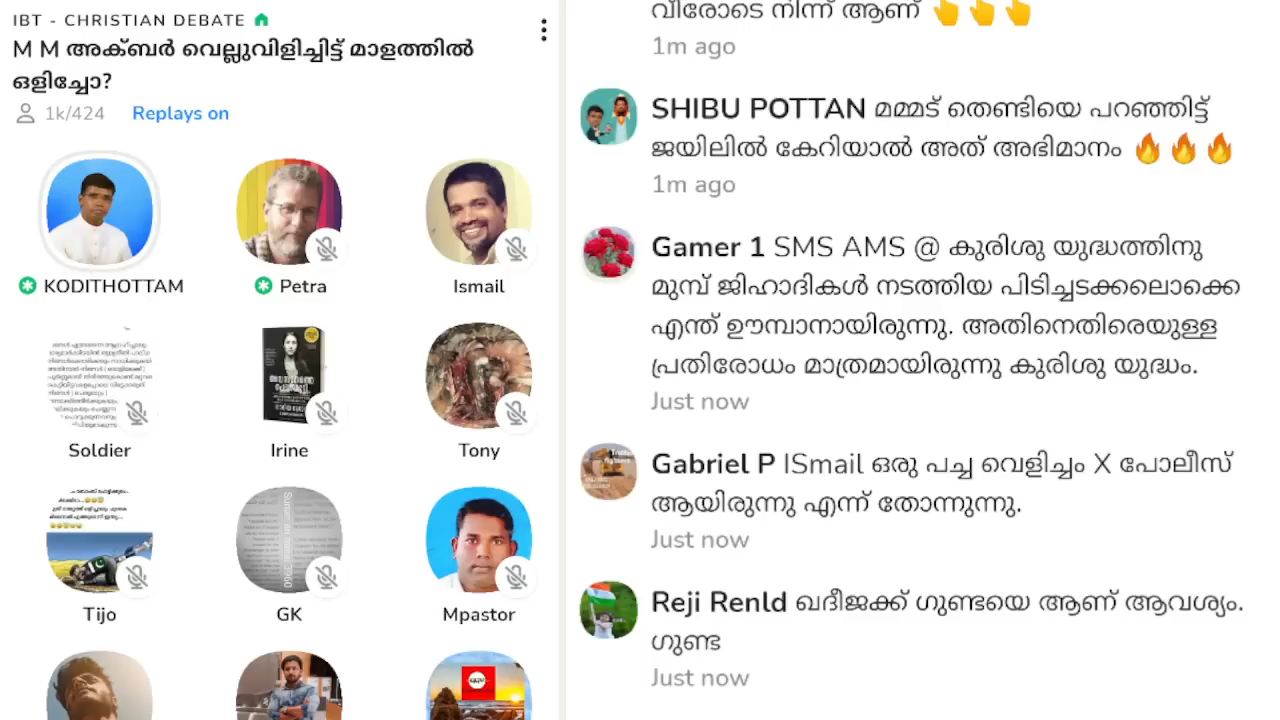 IBT - CHRISTIAN DEBATE
M M അക്ബർ വെല്ലുവിളിച്ചിട്ട് മാളത്തിൽ
ഒളിച്ചോ?
1k/424 Replays on
KODITHOTTAM
Petra
Ismail
Soldier
Irine
Tony
Tijo
GK
Mpastor
വീരോടെ നിന്ന് ആണ് 👆👆👆
1m ago
SHIBU POTTAN മമ്മട് തെണ്ടിയെ പറഞ്ഞിട്ട്
ജയിലിൽ കേറിയാൽ അത് അഭിമാനം 🔥🔥🔥
1m ago
Gamer 1 SMS AMS @ കുരിശു യുദ്ധത്തിനു
മുമ്പ് ജിഹാദികൾ നടത്തിയ പിടിച്ചടക്കലൊക്കെ
എന്ത് ഊമ്പാനായിരുന്നു. അതിനെതിരെയുള്ള
പ്രതിരോധം മാത്രമായിരുന്നു കുരിശു യുദ്ധം.
Just now
Gabriel P ISmail ഒരു പച്ച വെളിച്ചം X പോലീസ്
ആയിരുന്നു എന്ന് തോന്നുന്നു.
Just now
Reji Renld ഖദീജക്ക് ഗുണ്ടയെ ആണ് ആവശ്യം.
ഗുണ്ട
Just now